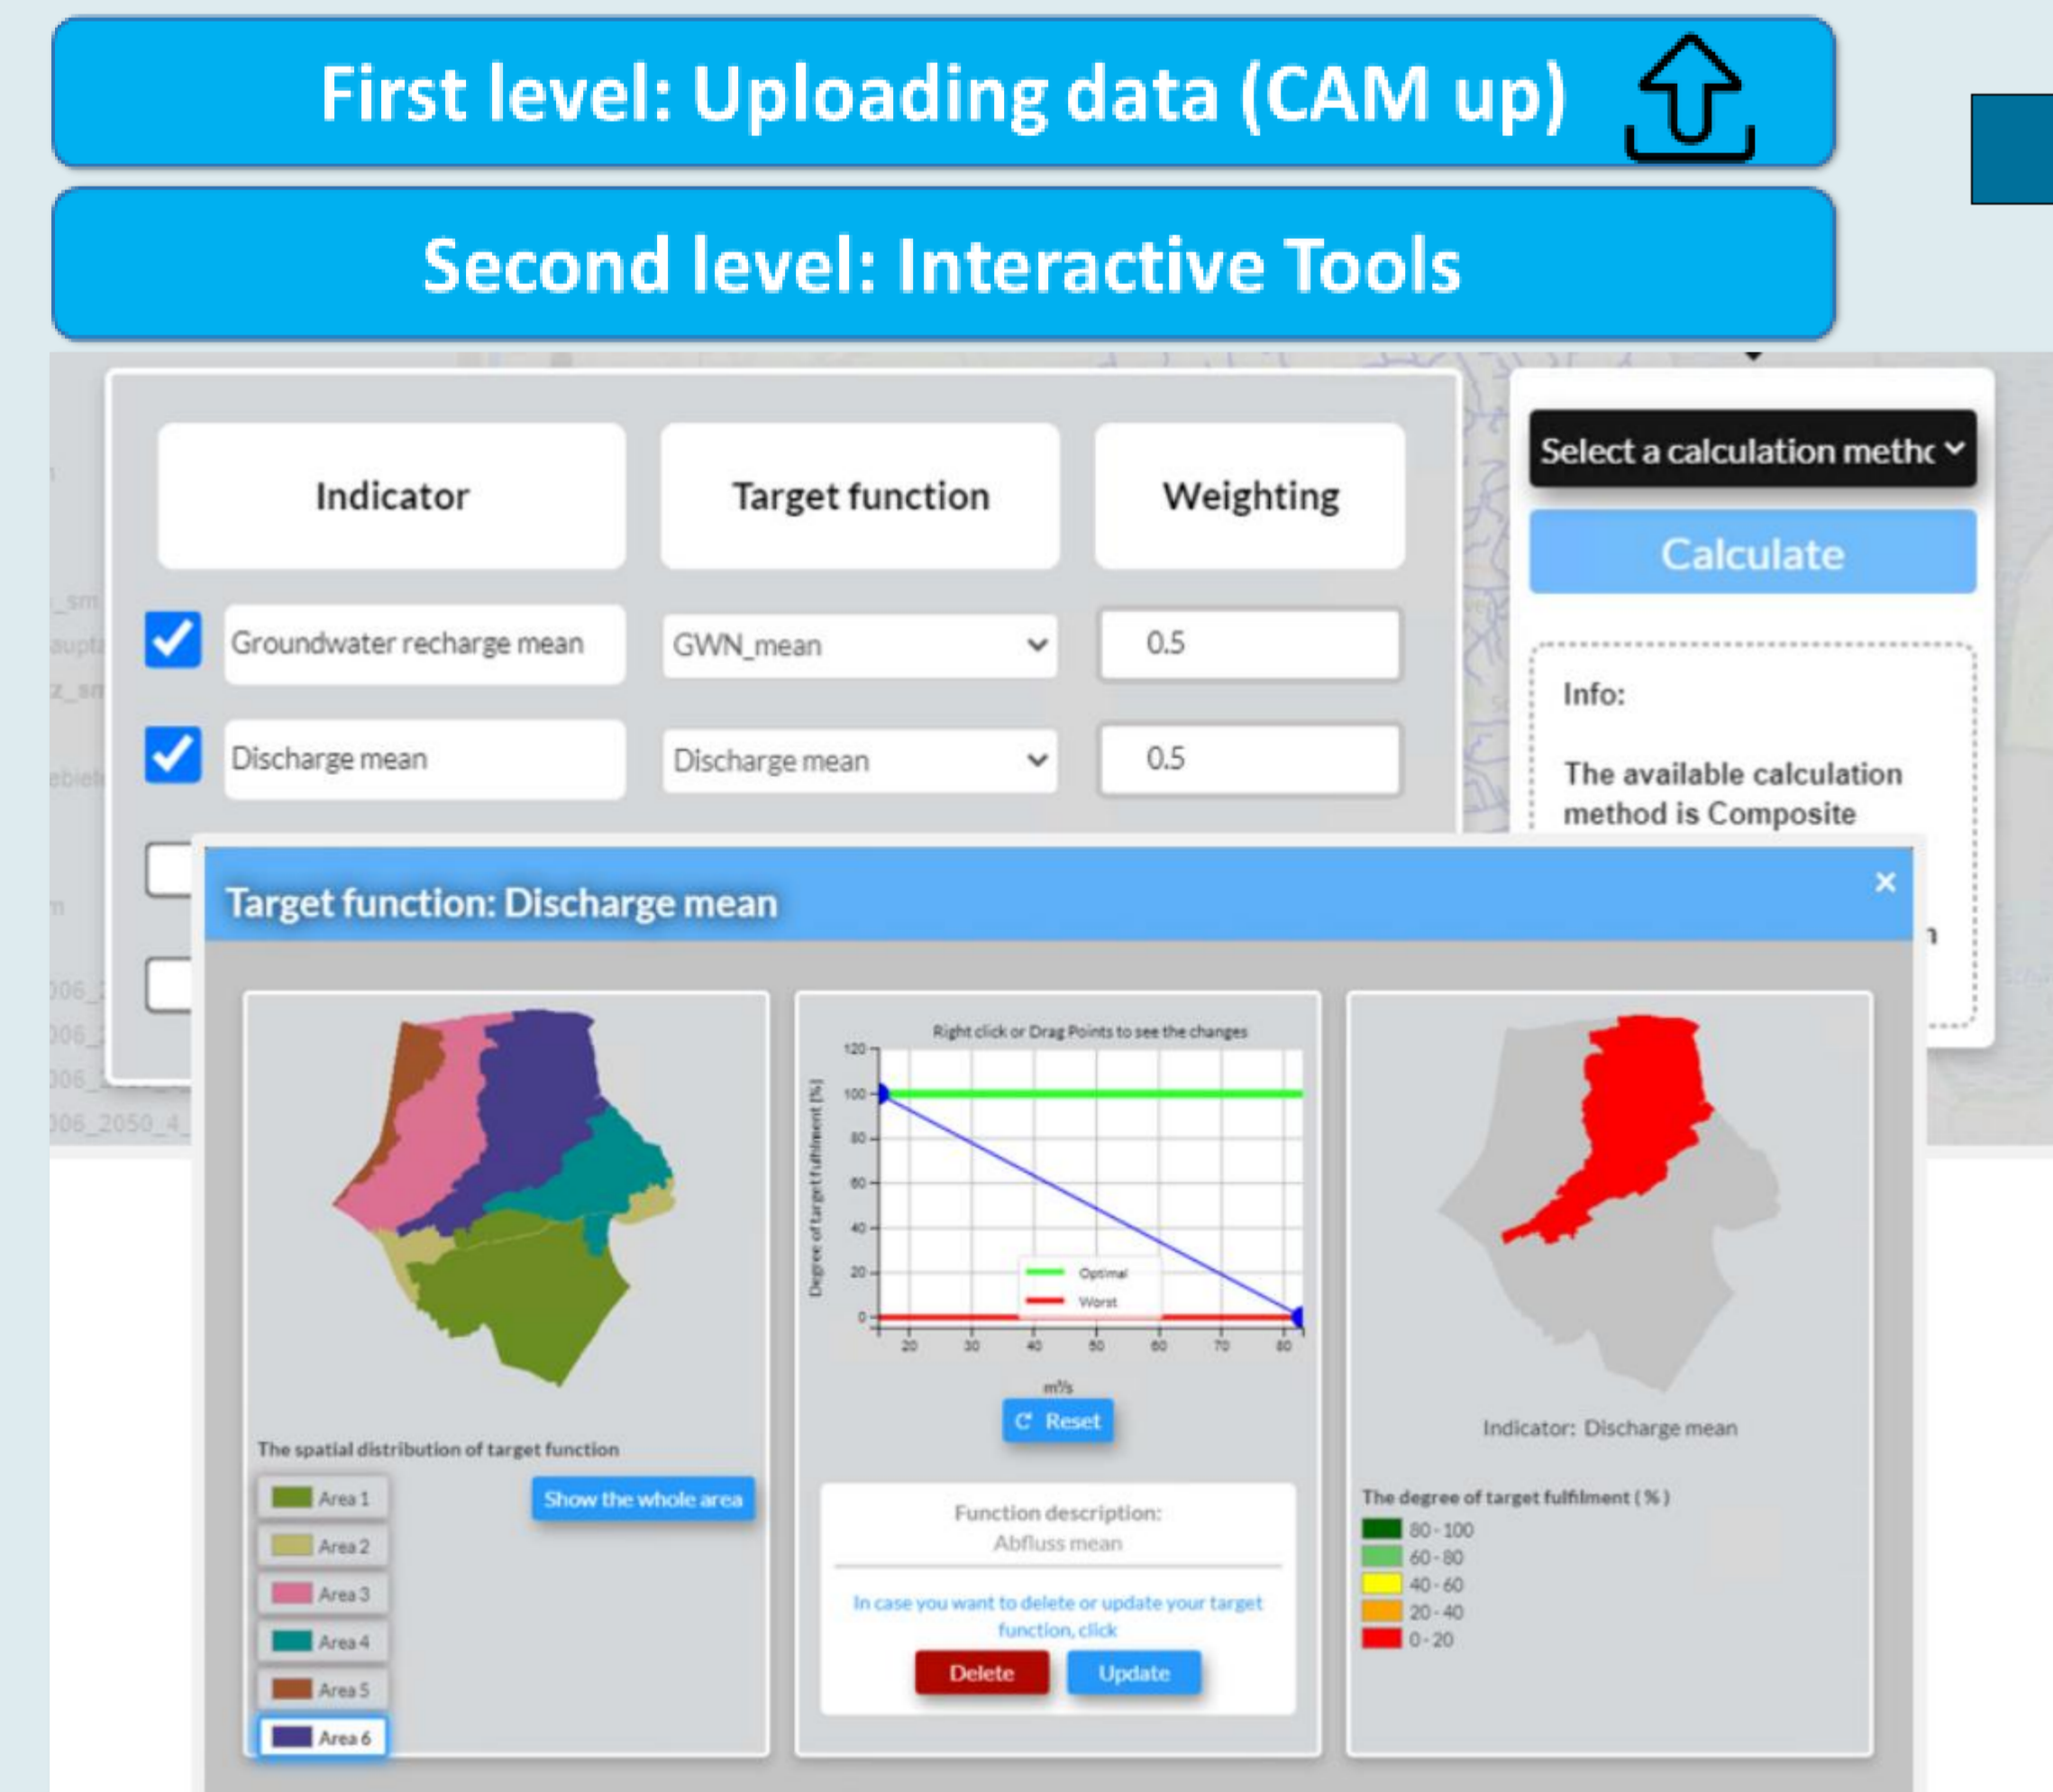 First level: Uploading data (CAM up)
Second level: Interactive Tools
Indicator
Target function
Weighting
Groundwater recharge mean
GWN_mean
0.5
Discharge mean
Discharge mean
0.5
Select a calculation methc
Calculate
Info:
The available calculation
method is Composite
_sm
aupta
z_sm
ebiele
006_2050_4_
Target function: Discharge mean
×
The spatial distribution of target function
Area 1
Area 2
Area 3
Area 4
Area 5
Area 6
Show the whole area
Right click or Drag Points to see the changes
Degree of target fulfilment [%]
120
100
80
60
40
20
0
Optimal
Worst
20 30 40 50 60 70 80
m³/s
Reset
Function description:
Abfluss mean
In case you want to delete or update your target
function, click
Delete
Update
Indicator: Discharge mean
The degree of target fulfilment ( % )
80 - 100
60 - 80
40 - 60
20 - 40
0 - 20